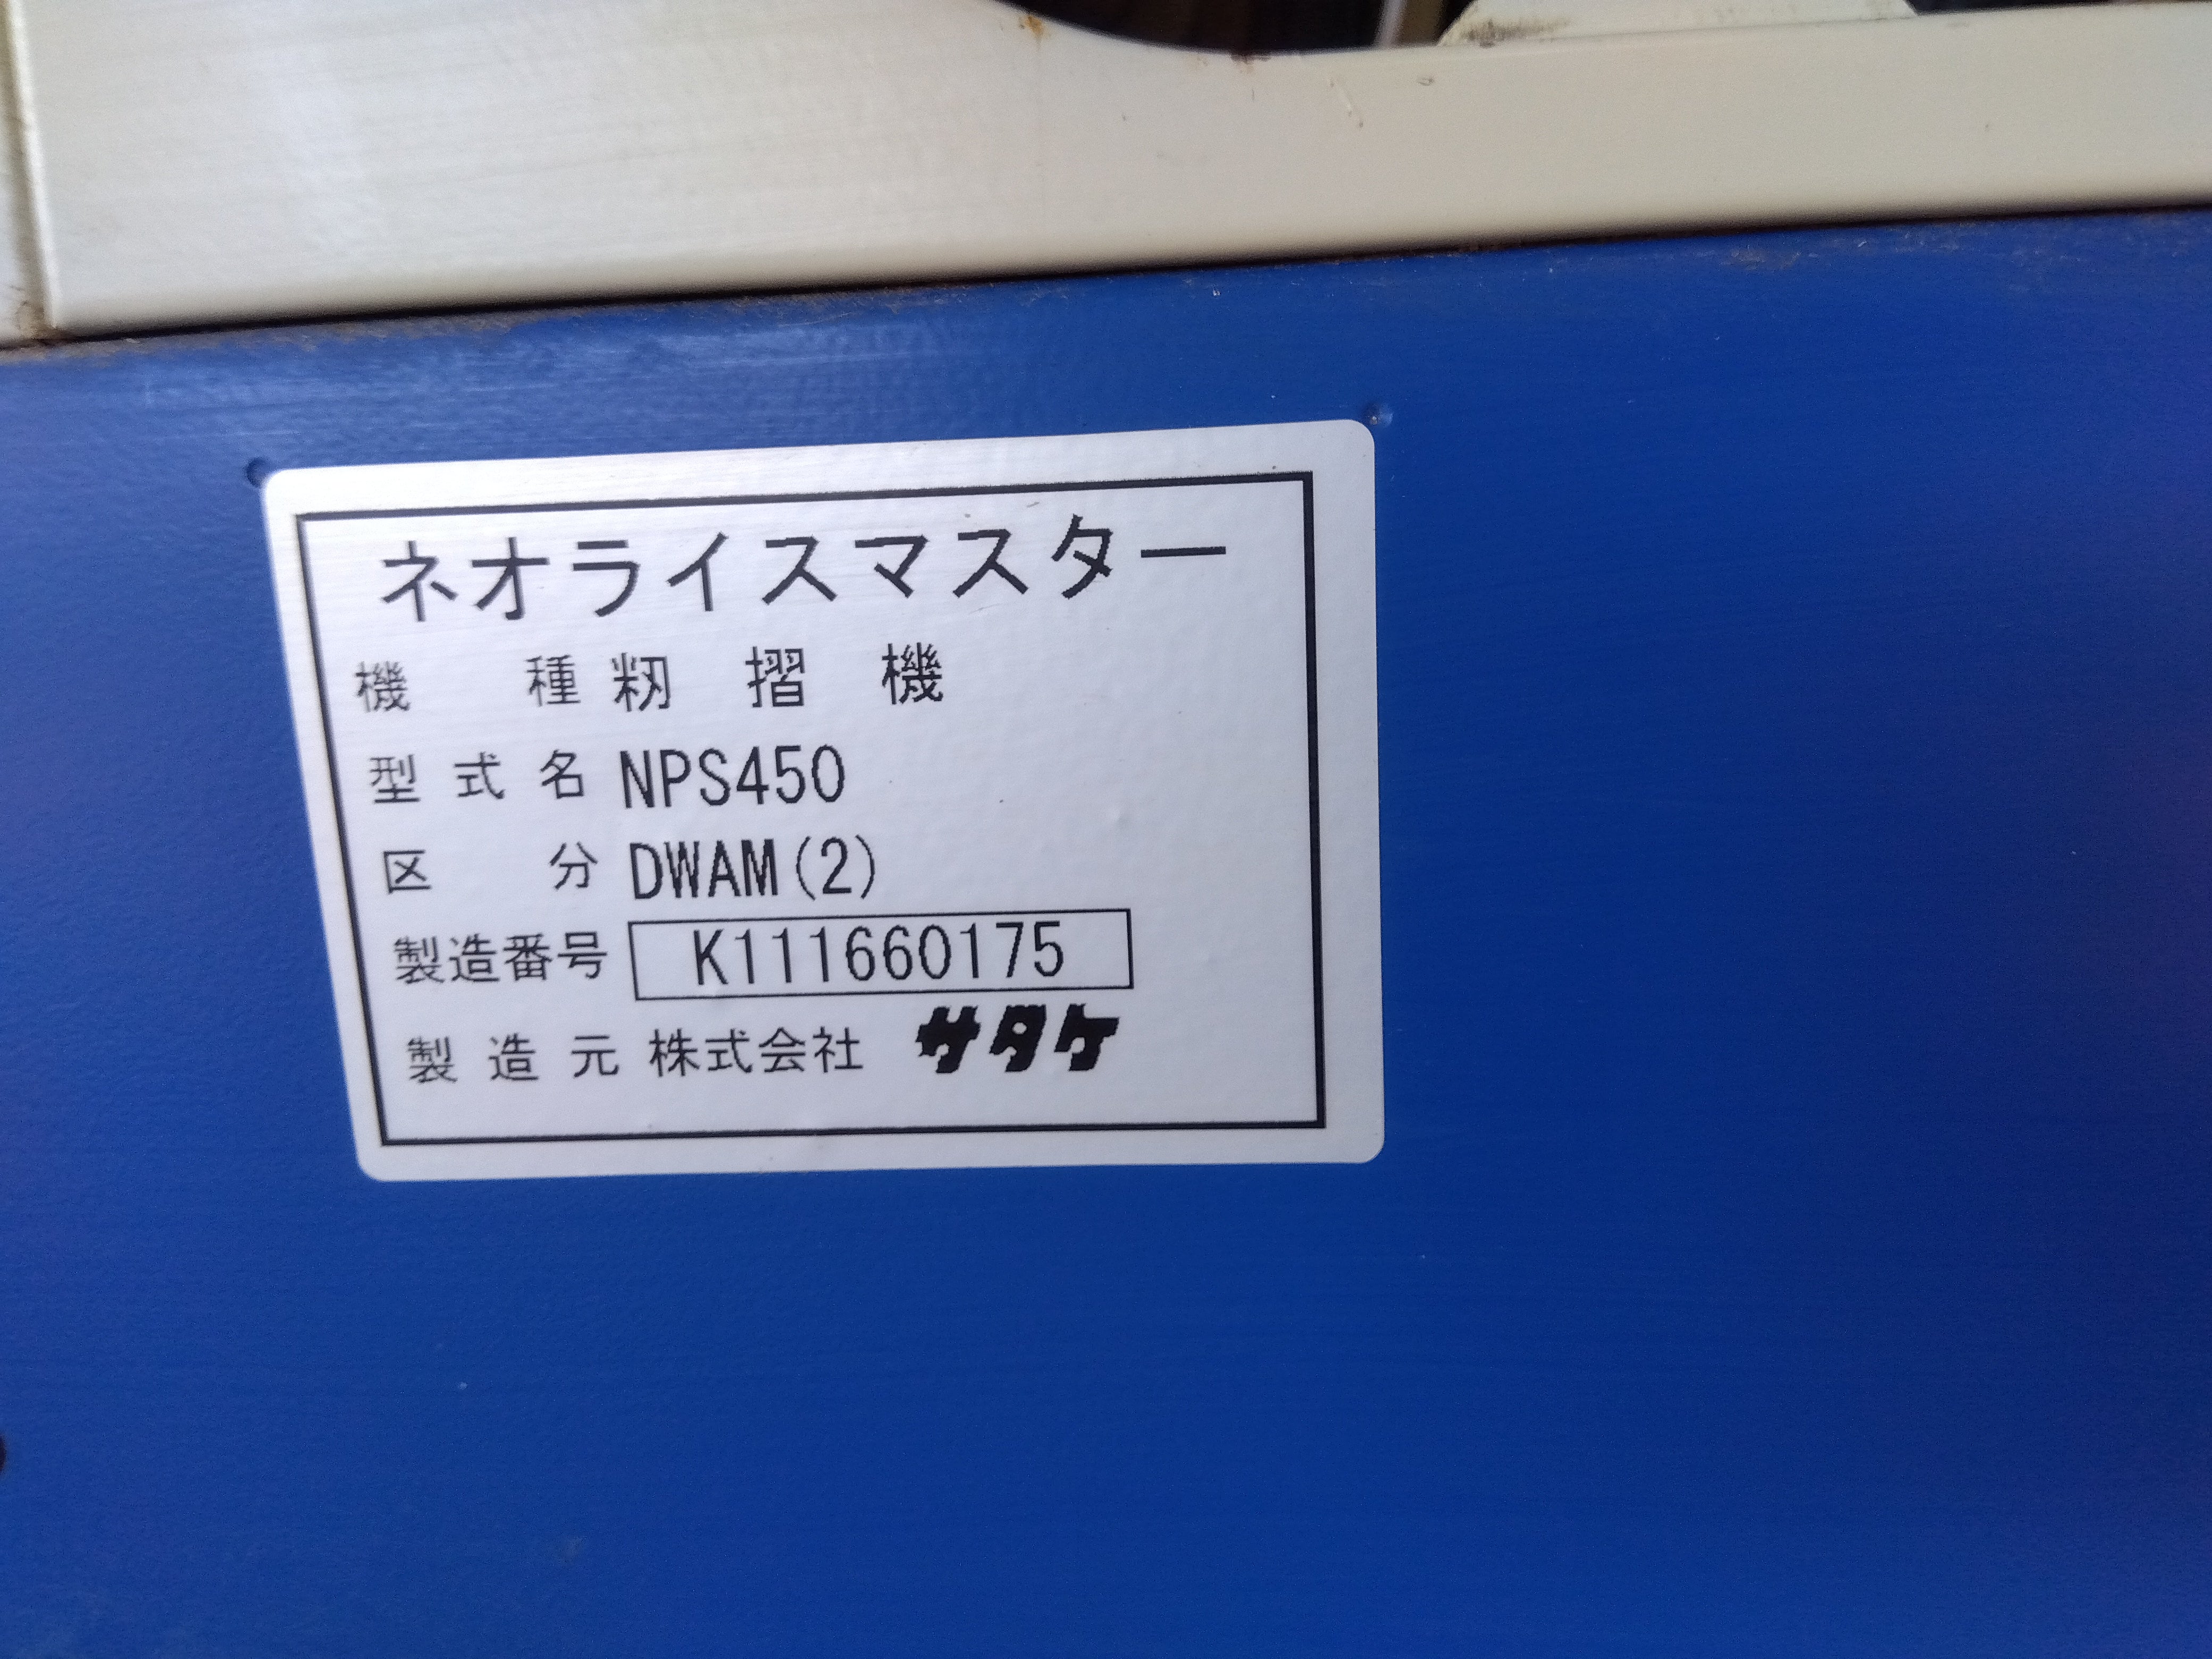 ネオライスマスター
機種 籾摺機
型式名 NPS450
区分 DWAM(2)
製造番号 K111660175
製造元 株式会社 サタケ